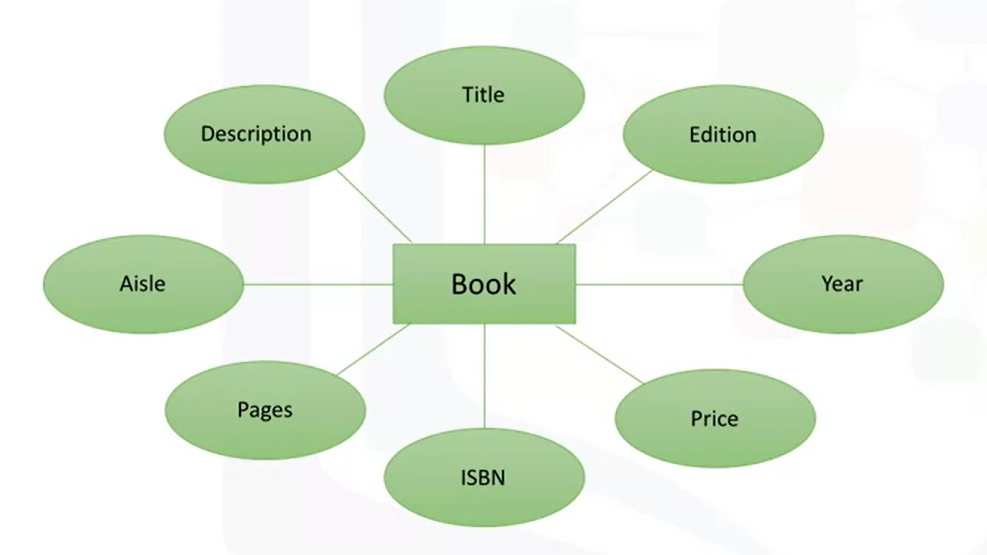 Title
Description
Edition
Aisle
Book
Year
Pages
Price
ISBN